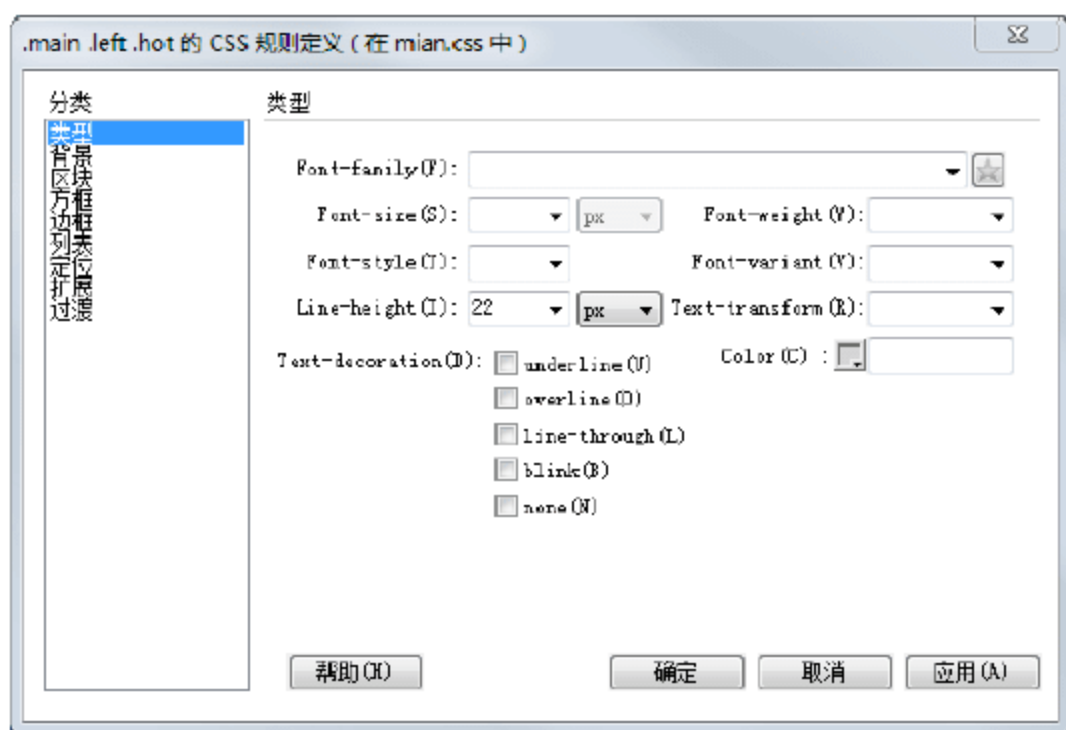 .main .left .hot 的 CSS 规则定义 ( 在 mian.css 中 )
分类
类型
背景
区块
方框
边框
列表
定位
扩展
过渡
类型
Font-family(F):
Font-size(S): px Font-weight(W):
Font-style(T): Font-variant(V):
Line-height(I): 22 px Text-transform(R):
Text-decoration(D): underline(U) Color(C) :
overline(O)
line-through(L)
blink(B)
none(N)
帮助(H) 确定 取消 应用(A)